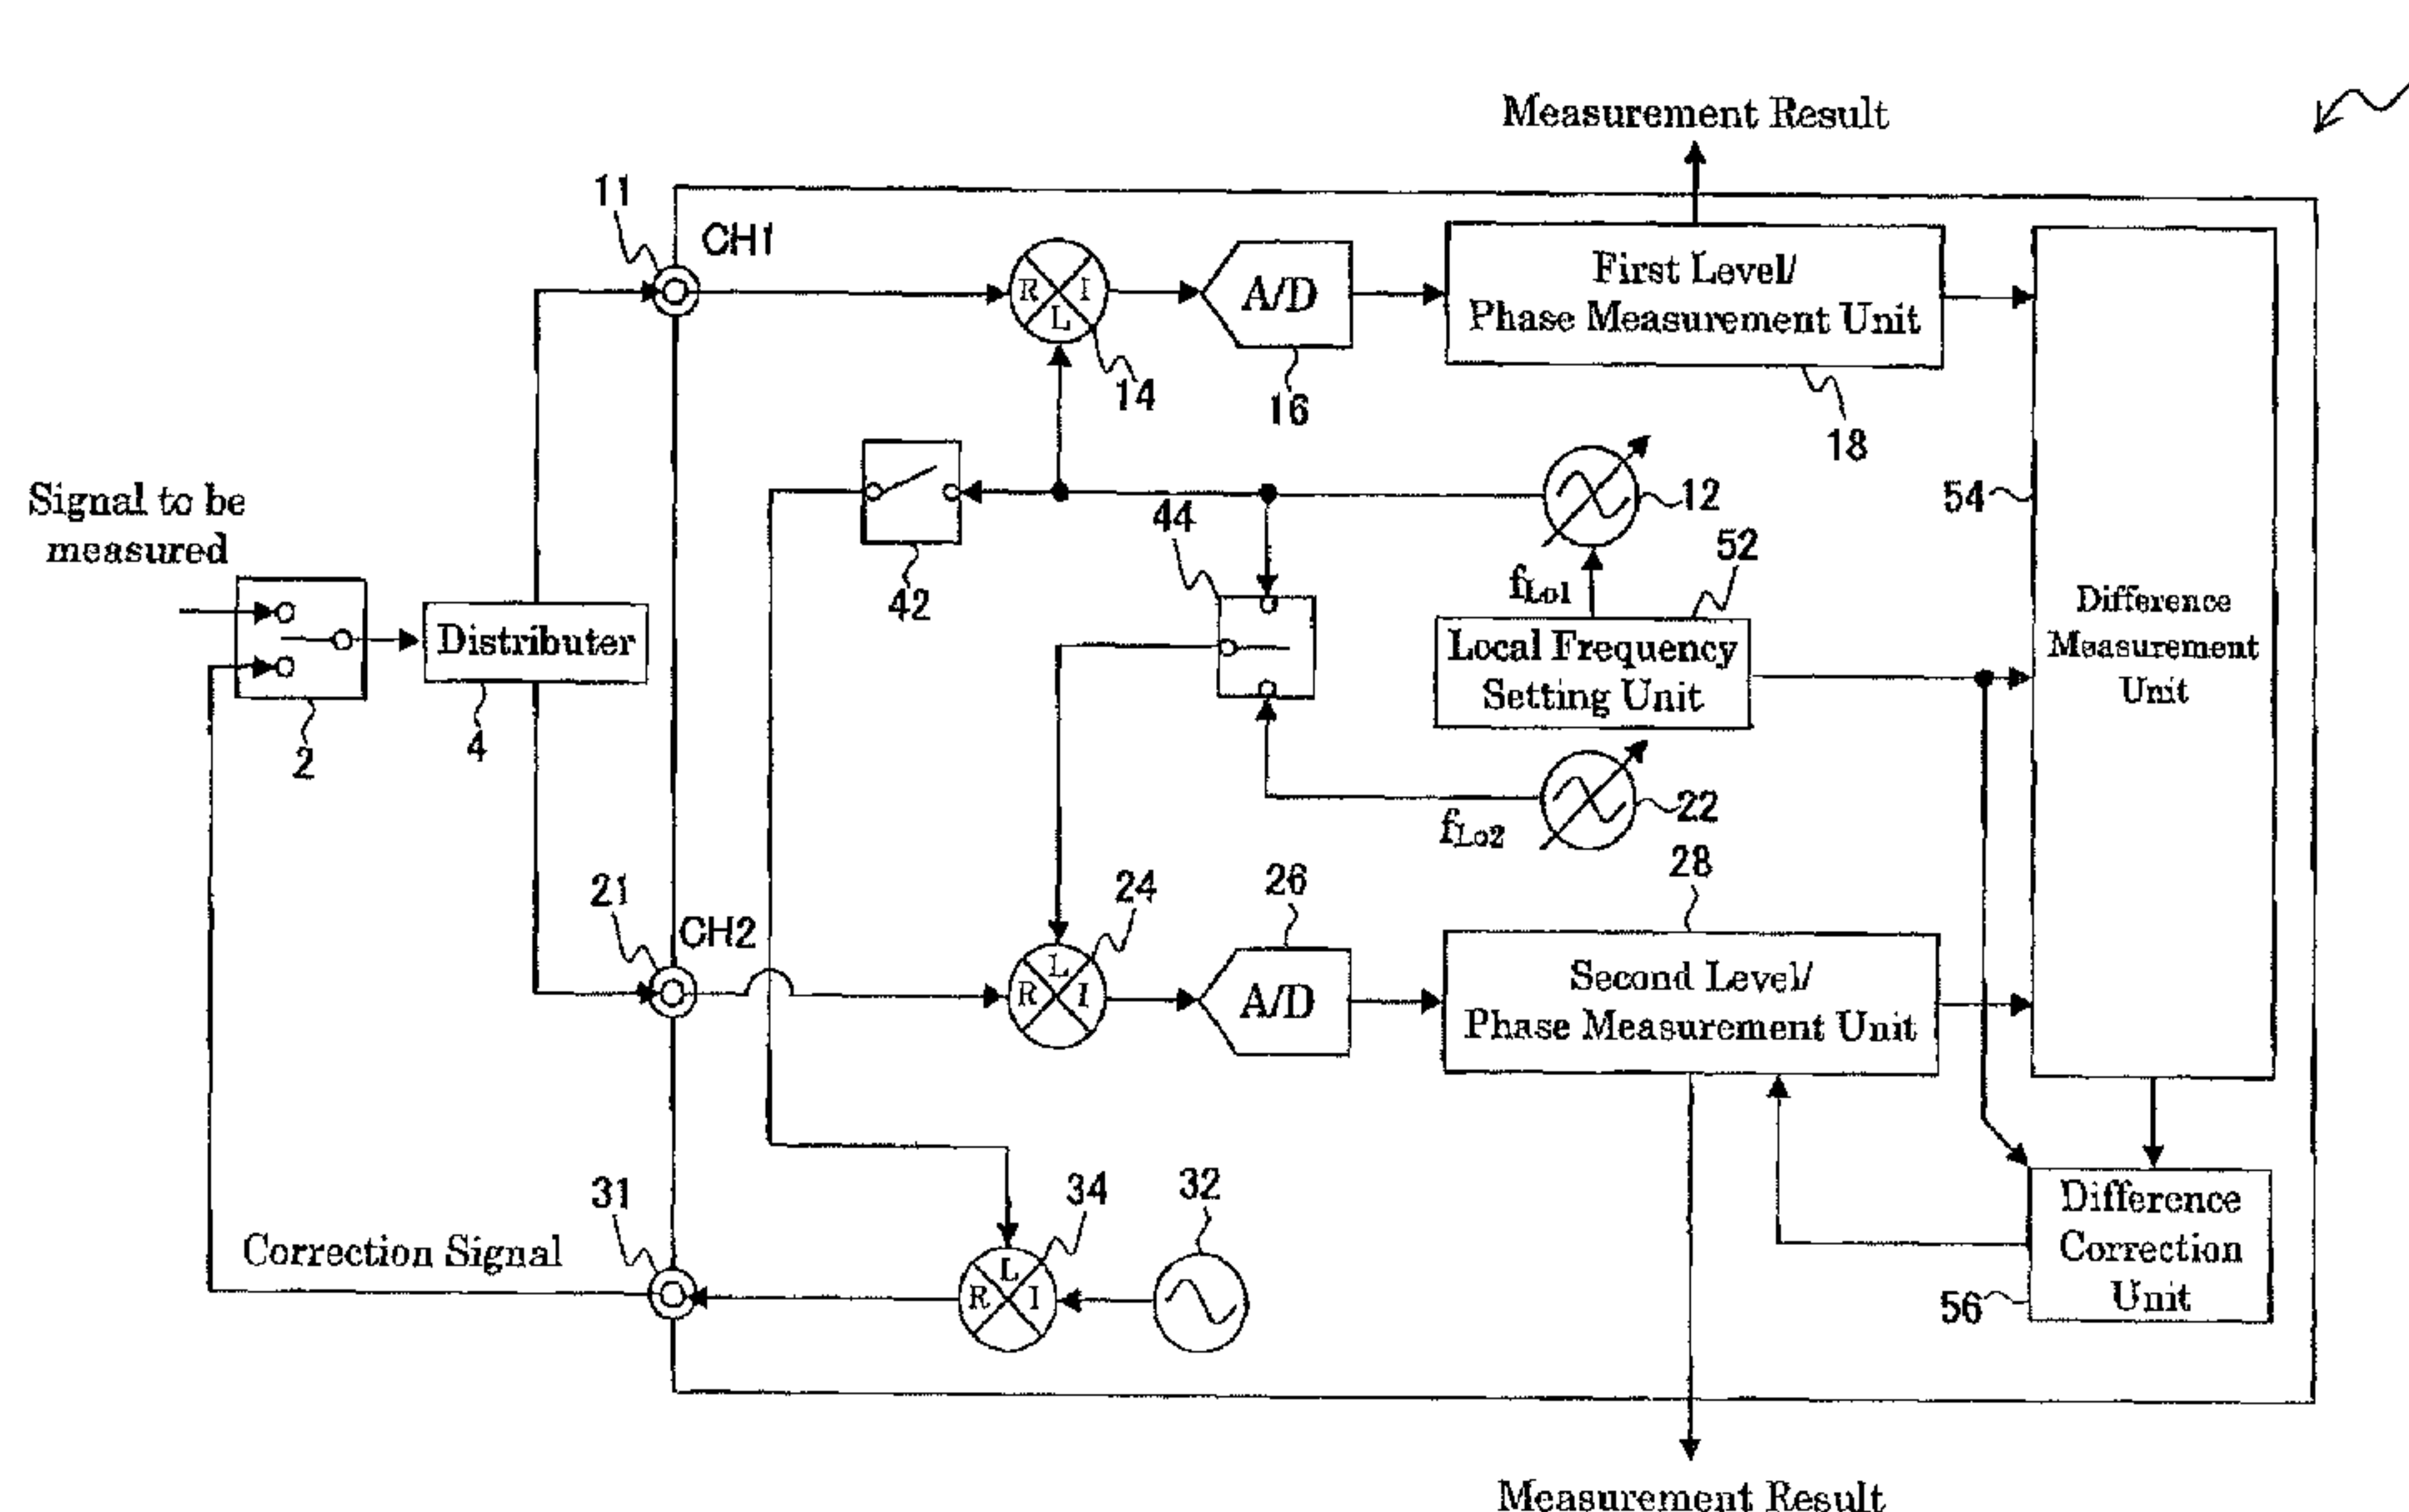 Measurement Result
11
CH1
R
I
L
A/D
First Level/
Phase Measurement Unit
14
16
18
Signal to be
measured
42
44
12
52
54
fLo1
Distributer
Local Frequency
Setting Unit
Difference
Measurement
Unit
2
4
22
fLo2
21
CH2
24
26
28
L
R
I
A/D
Second Level/
Phase Measurement Unit
31
34
32
Correction Signal
L
R
I
Difference
Correction
Unit
56
Measurement Result